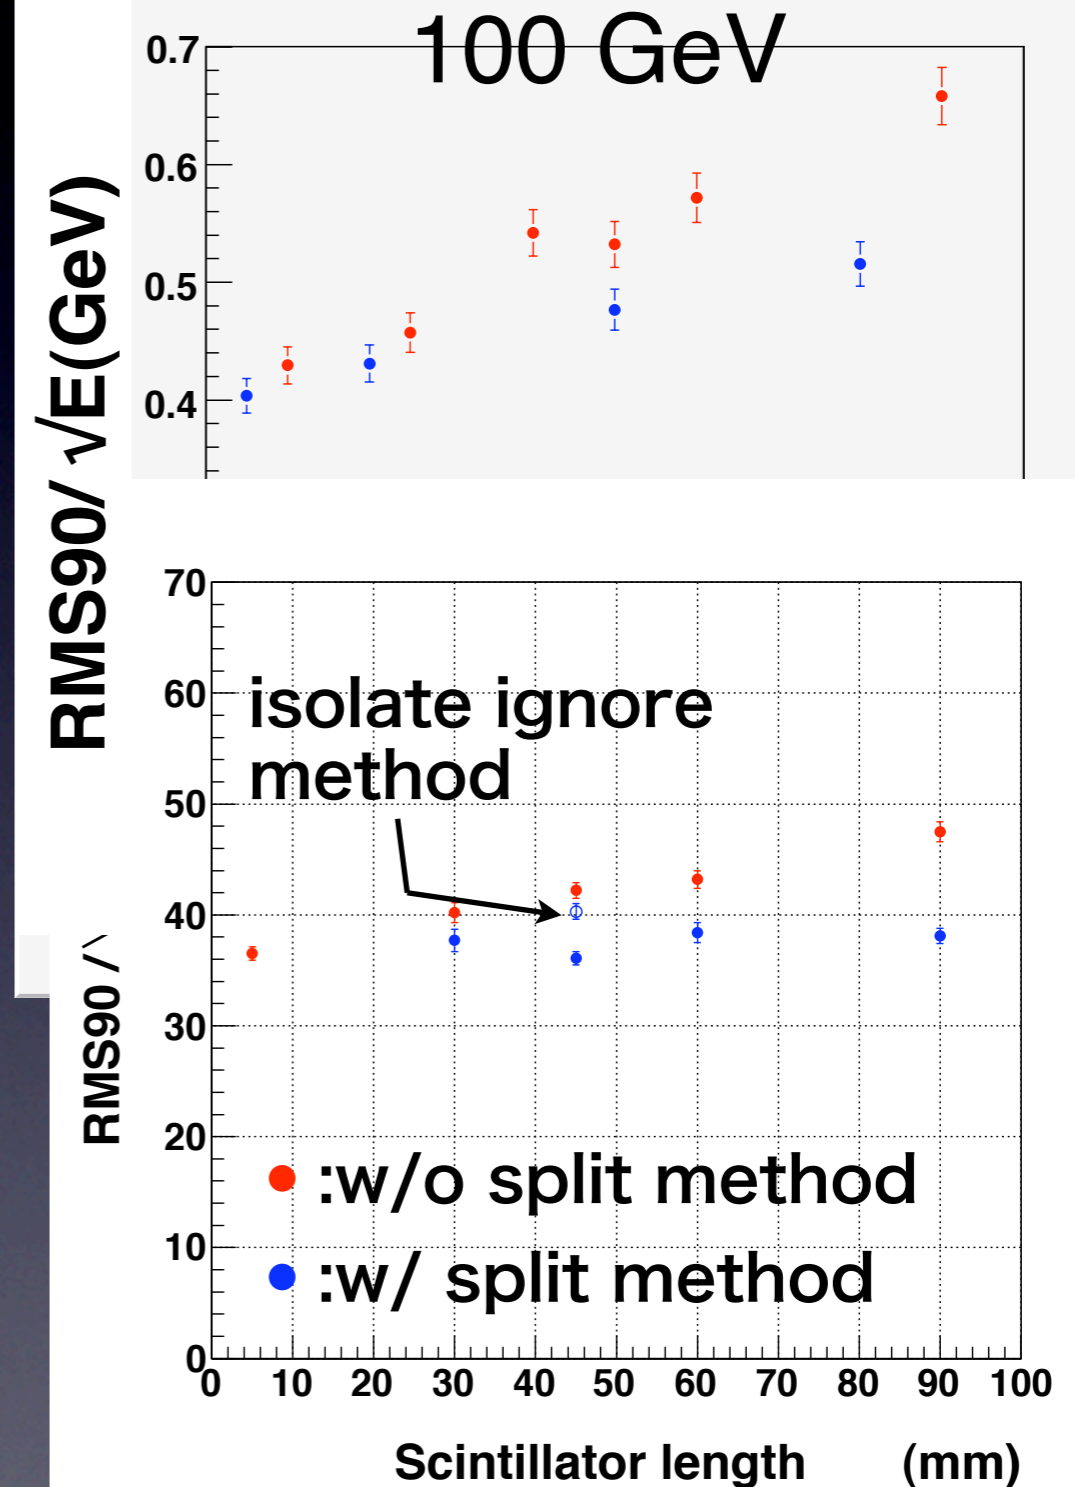 100 GeV
0.7
0.6
0.5
0.4
RMS90/ √E(GeV)
70
60
50
40
30
20
10
0
isolate ignore
method
RMS90 /
:w/o split method
:w/ split method
0 10 20 30 40 50 60 70 80 90 100
Scintillator length (mm)